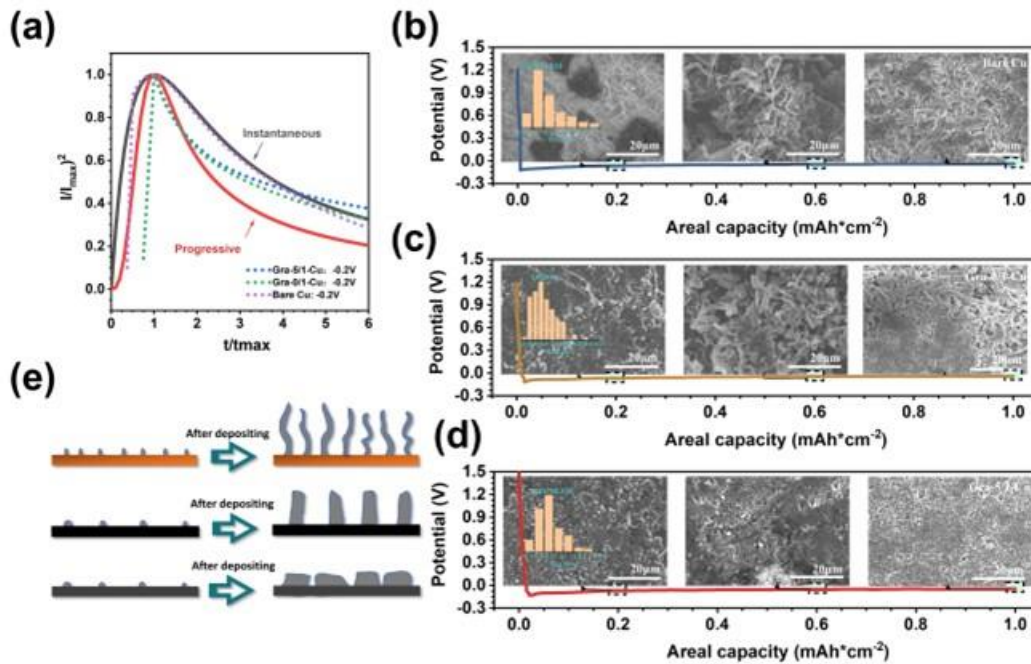 (a)
(I/I_max)^2
1.0
0.8
0.6
0.4
0.2
0.0
Instantaneous
Progressive
Gra-5/1-Cu: -0.2V
Gra-0/1-Cu: -0.2V
Bare Cu: -0.2V
0 1 2 3 4 5 6
t/tmax
(b)
Potential (V)
1.5
1.2
0.9
0.6
0.3
0.0
-0.3
Bare Cu
20μm
20μm
20μm
0.0 0.2 0.4 0.6 0.8 1.0
Areal capacity (mAh*cm-2)
(c)
Potential (V)
1.5
1.2
0.9
0.6
0.3
0.0
-0.3
20μm
20μm
20μm
0.0 0.2 0.4 0.6 0.8 1.0
Areal capacity (mAh*cm-2)
(d)
Potential (V)
1.5
1.2
0.9
0.6
0.3
0.0
-0.3
20μm
20μm
20μm
0.0 0.2 0.4 0.6 0.8 1.0
Areal capacity (mAh*cm-2)
(e)
After depositing
After depositing
After depositing